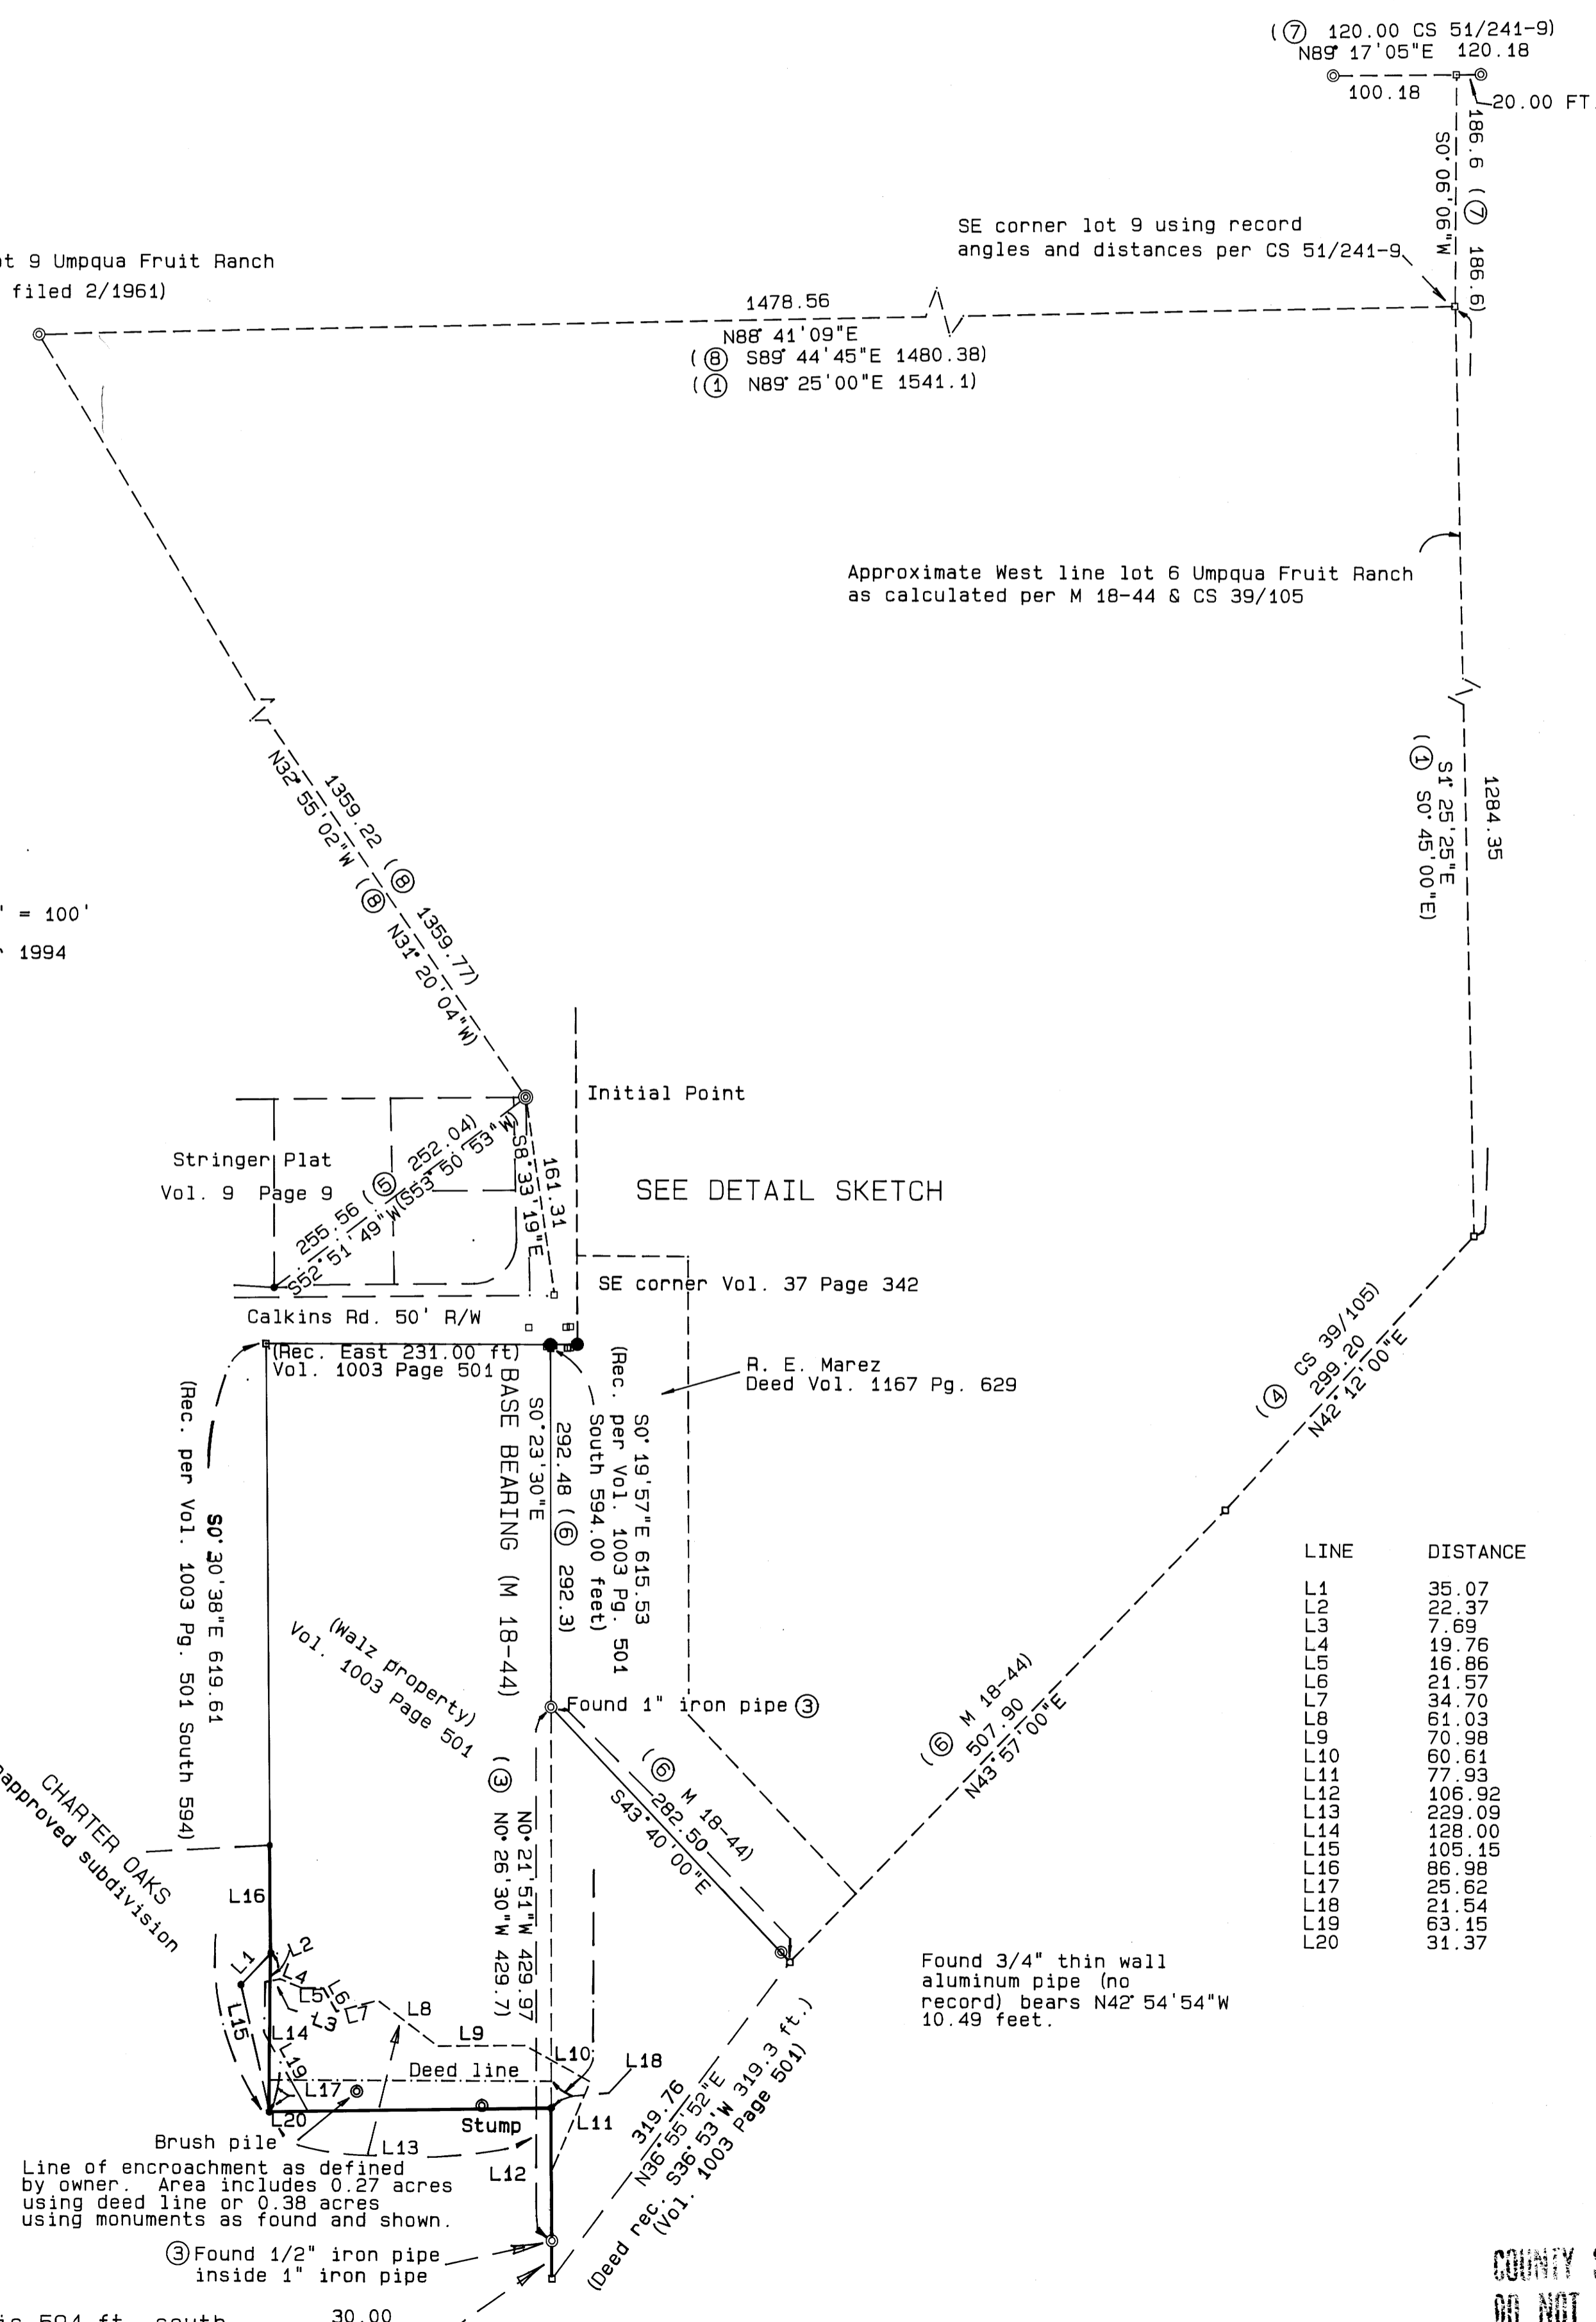 (⑦ 120.00 CS 51/241-9)
N89°17'05"E 120.18
100.18
20.00 FT.
186.6 (⑦ 186.6)
S0°06'06"W
SE corner lot 9 using record
angles and distances per CS 51/241-9
ot 9 Umpqua Fruit Ranch
filed 2/1961)
1478.56
N88°41'09"E
(⑧ S89°44'45"E 1480.38)
(① N89°25'00"E 1541.1)
Approximate West line lot 6 Umpqua Fruit Ranch
as calculated per M 18-44 & CS 39/105
1284.35
S1°25'25"E
(① S0°45'00"E)
1359.22 (⑧ 1359.77)
N32°55'02"W (⑧ N31°20'04"W)
' = 100'
1994
Initial Point
Stringer Plat
Vol. 9 Page 9
255.56 (⑤ 252.04)
S52°51'49"W(S53°50'53"W)
161.31
S8°33'19"E
SEE DETAIL SKETCH
SE corner Vol. 37 Page 342
Calkins Rd. 50' R/W
(Rec. East 231.00 ft)
Vol. 1003 Page 501
R. E. Marez
Deed Vol. 1167 Pg. 629
S0°19'57"E 615.53
(Rec. per Vol. 1003 Pg. 501
South 594.00 feet)
292.48 (⑥ 292.3)
S0°23'30"E
BASE BEARING (M 18-44)
S0°30'38"E 619.61
(Rec. per Vol. 1003 Pg. 501 South 594)
(Walz property)
Vol. 1003 Page 501
Found 1" iron pipe ③
(④ CS 39/105)
299.20
N42°12'00"E
(⑥ M 18-44)
507.90
N43°57'00"E
(⑥ M 18-44)
282.50
S43°40'00"E
N0°21'51"W 429.97
(③ N0°26'30"W 429.7)
CHARTER OAKS
approved subdivision
LINE DISTANCE
L1 35.07
L2 22.37
L3 7.69
L4 19.76
L5 16.86
L6 21.57
L7 34.70
L8 61.03
L9 70.98
L10 60.61
L11 77.93
L12 106.92
L13 229.09
L14 128.00
L15 105.15
L16 86.98
L17 25.62
L18 21.54
L19 63.15
L20 31.37
L16
L1
L2
L4
L5
L6
L3
L7
L8
L15
L14
L19
L9
L10
L18
Deed line
L17
L20
Stump
L11
Brush pile
L13
L12
Found 3/4" thin wall
aluminum pipe (no
record) bears N42°54'54"W
10.49 feet.
319.76
N36°55'52"E
(Deed rec. S36°53'W 319.3 ft.)
(Vol. 1003 Page 501)
Line of encroachment as defined
by owner. Area includes 0.27 acres
using deed line or 0.38 acres
using monuments as found and shown.
③ Found 1/2" iron pipe
inside 1" iron pipe
30.00
594 ft. south
COUNTY S
DO NOT